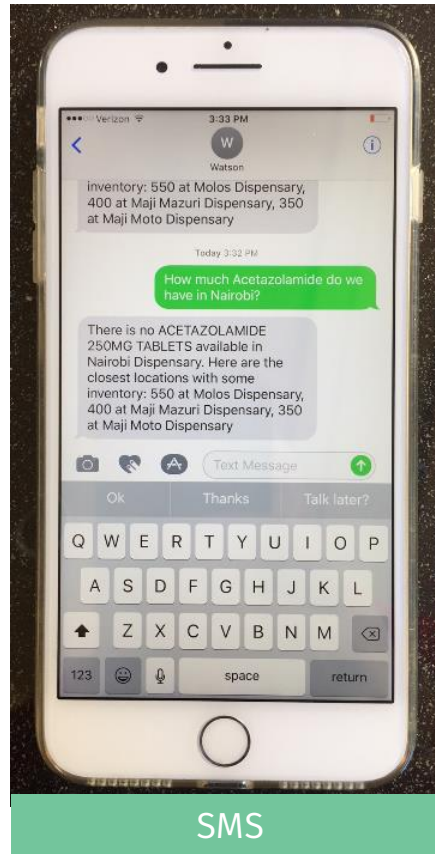 Verizon
3:33 PM
W
Watson
inventory: 550 at Molos Dispensary,
400 at Maji Mazuri Dispensary, 350
at Maji Moto Dispensary
Today 3:32 PM
How much Acetazolamide do we
have in Nairobi?
There is no ACETAZOLAMIDE
250MG TABLETS available in
Nairobi Dispensary. Here are the
closest locations with some
inventory: 550 at Molos Dispensary,
400 at Maji Mazuri Dispensary, 350
at Maji Moto Dispensary
Text Message
Ok Thanks Talk later?
Q W E R T Y U I O P
A S D F G H J K L
Z X C V B N M
123 space return
SMS